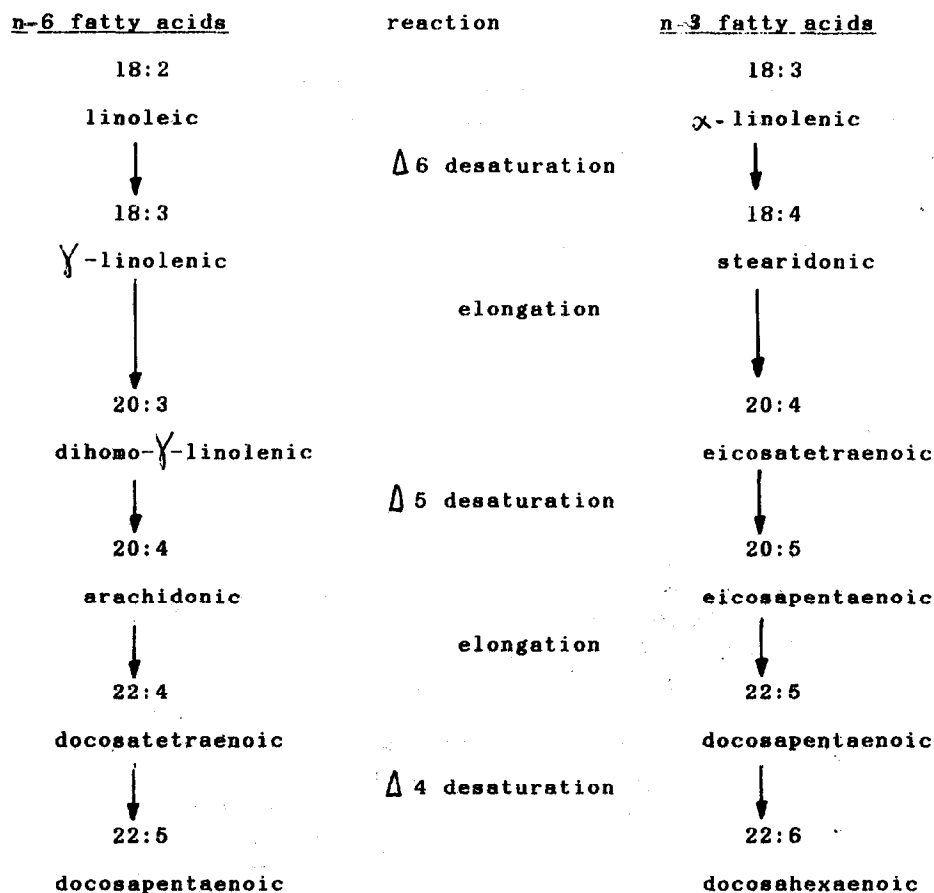 n-6 fatty acids reaction n-3 fatty acids
18:2 18:3
linoleic α-linolenic
Δ6 desaturation
18:3 18:4
γ-linolenic stearidonic
elongation
20:3 20:4
dihomo-γ-linolenic eicosatetraenoic
Δ5 desaturation
20:4 20:5
arachidonic eicosapentaenoic
elongation
22:4 22:5
docosatetraenoic docosapentaenoic
Δ4 desaturation
22:5 22:6
docosapentaenoic docosahexaenoic